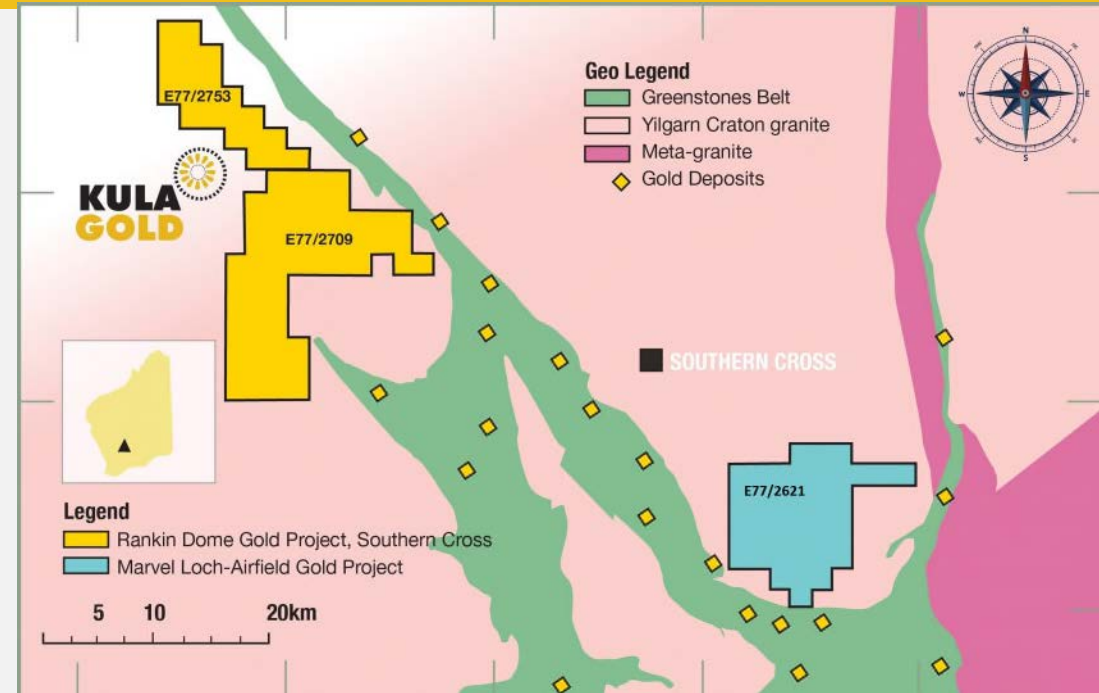 E77/2753
KULA
GOLD
E77/2709
Geo Legend
Greenstones Belt
Yilgarn Craton granite
Meta-granite
Gold Deposits
N
E
S
W
SOUTHERN CROSS
E77/2621
Legend
Rankin Dome Gold Project, Southern Cross
Marvel Loch-Airfield Gold Project
5 10 20km